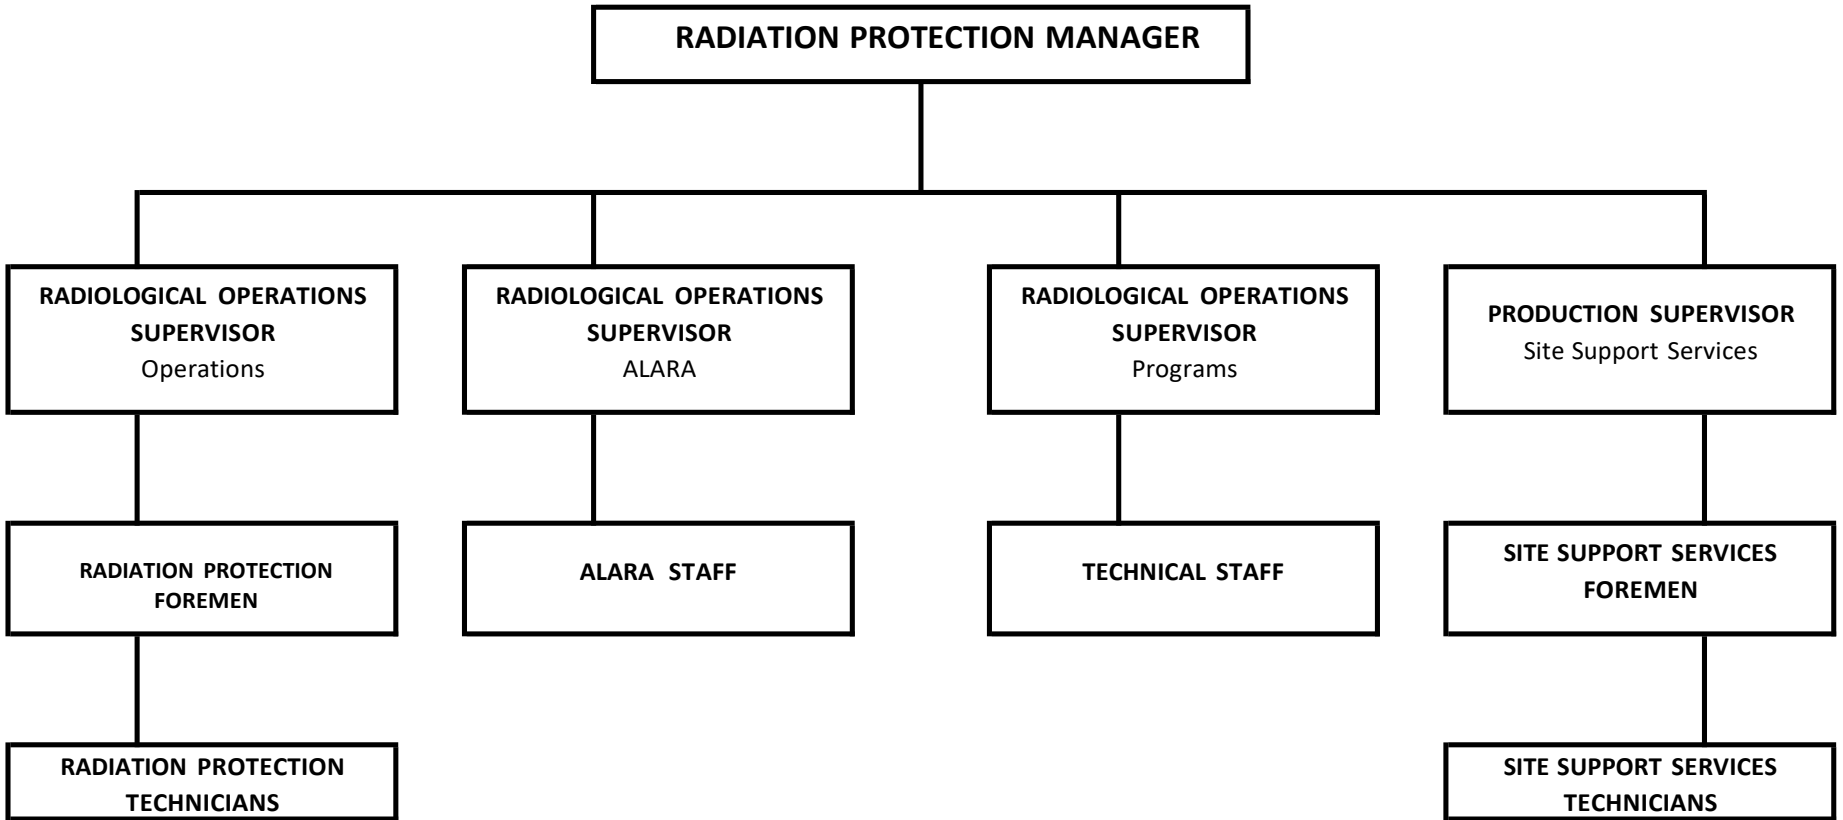 RADIATION PROTECTION MANAGER
RADIOLOGICAL OPERATIONS
SUPERVISOR
Operations
RADIOLOGICAL OPERATIONS
SUPERVISOR
ALARA
RADIOLOGICAL OPERATIONS
SUPERVISOR
Programs
PRODUCTION SUPERVISOR
Site Support Services
RADIATION PROTECTION
FOREMEN
ALARA STAFF
TECHNICAL STAFF
SITE SUPPORT SERVICES
FOREMEN
RADIATION PROTECTION
TECHNICIANS
SITE SUPPORT SERVICES
TECHNICIANS